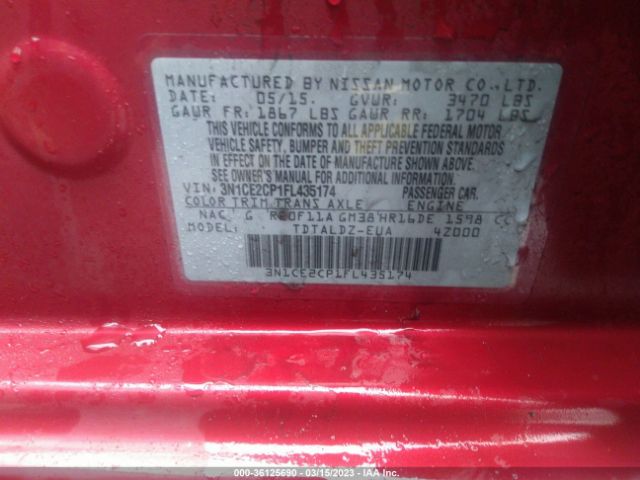 MANUFACTURED BY NISSAN MOTOR CO.,LTD.
DATE: 05/15. GVWR: 3470 LBS
GAWR FR: 1867 LBS GAWR RR: 1704 LBS
THIS VEHICLE CONFORMS TO ALL APPLICABLE FEDERAL MOTOR
VEHICLE SAFETY, BUMPER AND THEFT PREVENTION STANDARDS
IN EFFECT ON THE DATE OF MANUFACTURE SHOWN ABOVE.
SEE OWNER'S MANUAL FOR ADDITIONAL INFORMATION
VIN: 3N1CE2CP1FL435174 PASSENGER CAR.
COLOR TRIM TRANS AXLE ENGINE
NAC G RE0F11A GM38 HR16DE 1598 CC
TDTALDZ-EUA 4Z000
3N1CE2CP1FL435174
000-36125690 - 03/15/2023 - IAAI Branch